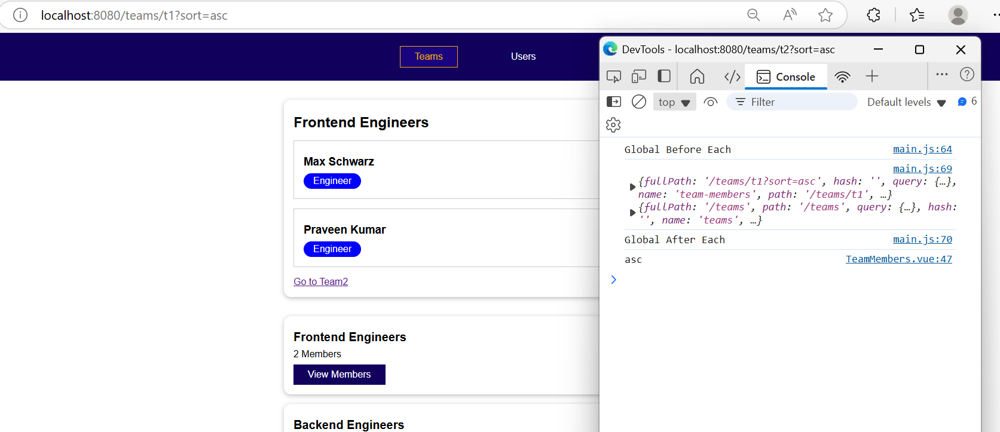 localhost:8080/teams/t1?sort=asc
Teams
Users
Frontend Engineers
Max Schwarz
Engineer
Praveen Kumar
Engineer
Go to Team2
Frontend Engineers
2 Members
View Members
Backend Engineers
DevTools - localhost:8080/teams/t2?sort=asc
Console
top
Filter
Default levels
6
Global Before Each main.js:64
main.js:69
{fullPath: '/teams/t1?sort=asc', hash: '', query: {…},
name: 'team-members', path: '/teams/t1', …}
{fullPath: '/teams', path: '/teams', query: {…}, hash:
'', name: 'teams', …}
Global After Each main.js:70
asc TeamMembers.vue:47